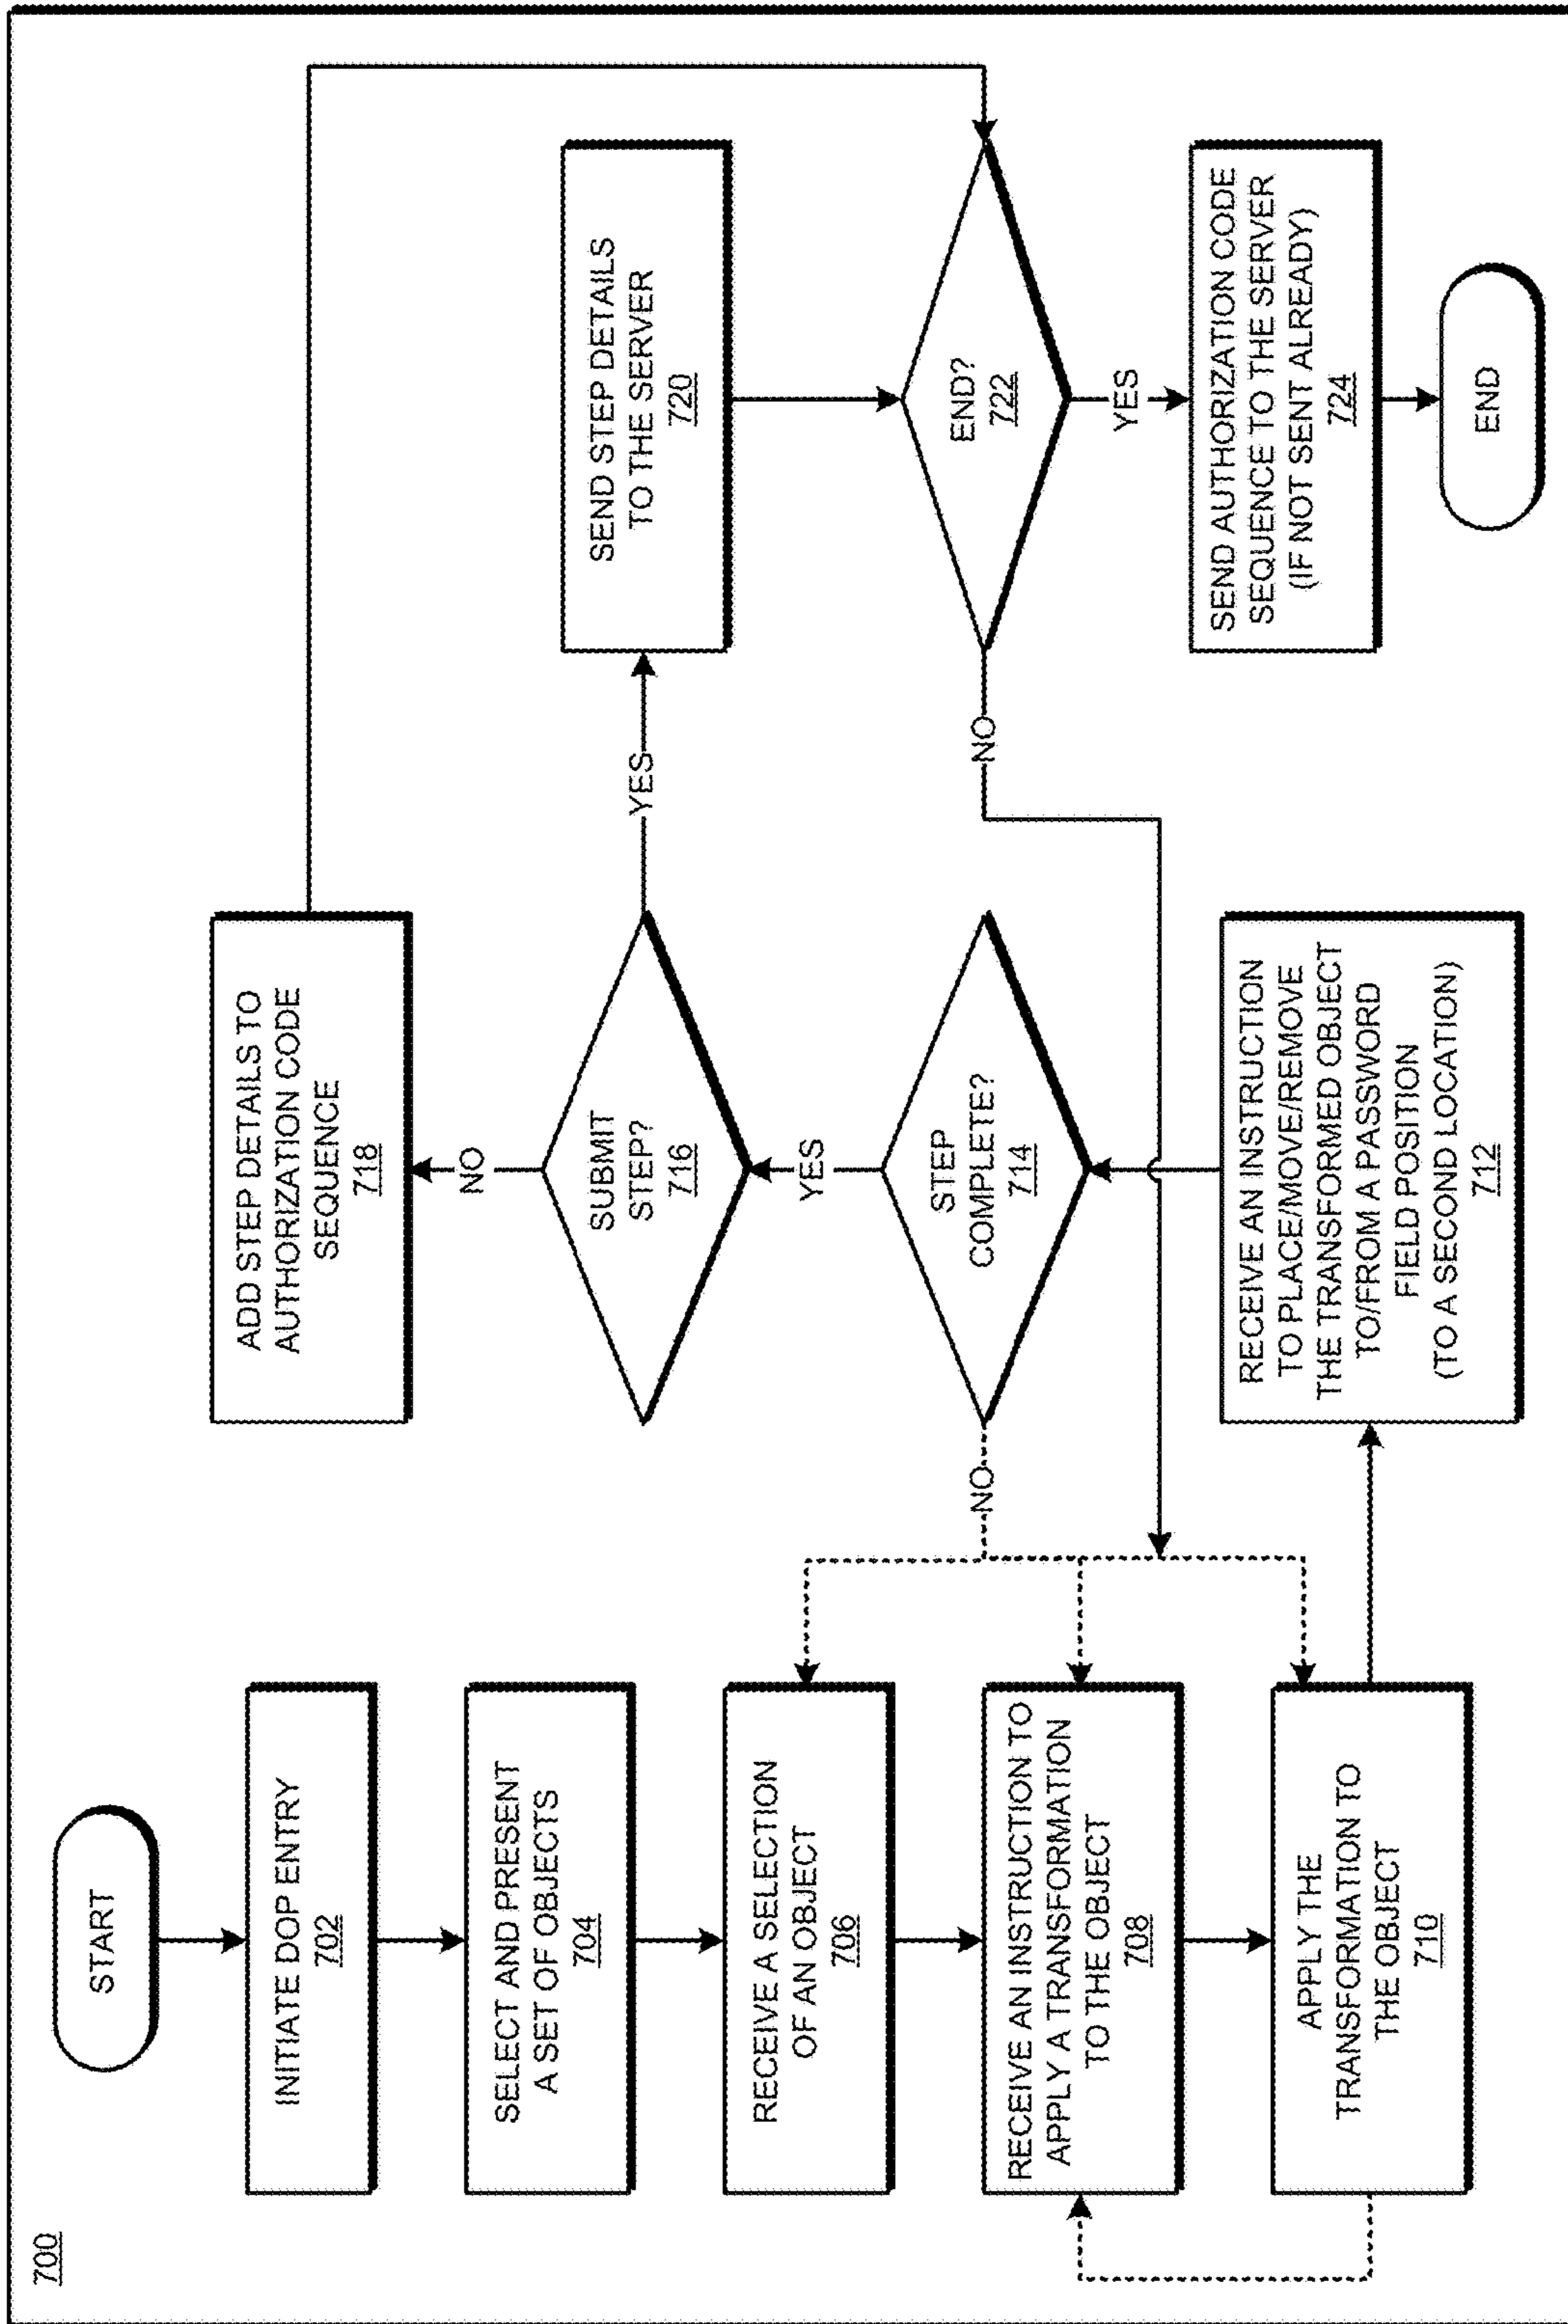 700
START
INITIATE DOP ENTRY
702
SELECT AND PRESENT
A SET OF OBJECTS
704
RECEIVE A SELECTION
OF AN OBJECT
706
RECEIVE AN INSTRUCTION TO
APPLY A TRANSFORMATION
TO THE OBJECT
708
APPLY THE
TRANSFORMATION TO
THE OBJECT
710
RECEIVE AN INSTRUCTION
TO PLACE/MOVE/REMOVE
THE TRANSFORMED OBJECT
TO/FROM A PASSWORD
FIELD POSITION
(TO A SECOND LOCATION)
712
STEP
COMPLETE?
714
NO
YES
SUBMIT
STEP?
716
NO
YES
ADD STEP DETAILS TO
AUTHORIZATION CODE
SEQUENCE
718
SEND STEP DETAILS
TO THE SERVER
720
END?
722
NO
YES
SEND AUTHORIZATION CODE
SEQUENCE TO THE SERVER
(IF NOT SENT ALREADY)
724
END